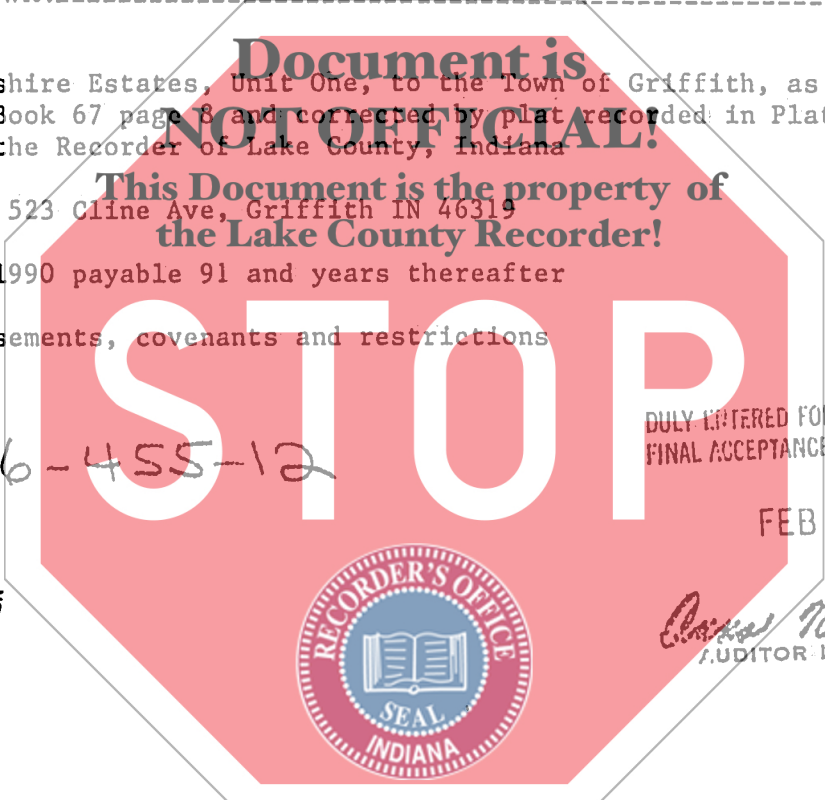 Document is
shire Estates, Unit One, to the Town of Griffith, as
Book 67 page 8 and corrected by plat recorded in Plat
NOT OFFICIAL!
the Recorder of Lake County, Indiana
This Document is the property of
523 Cline Ave, Griffith IN 46319
the Lake County Recorder!
1990 payable 91 and years thereafter
sements, covenants and restrictions
STOP
DULY ENTERED FOR
6-455-12
FINAL ACCEPTANCE
FEB
AUDITOR
RECORDER'S OFFICE
SEAL
INDIANA